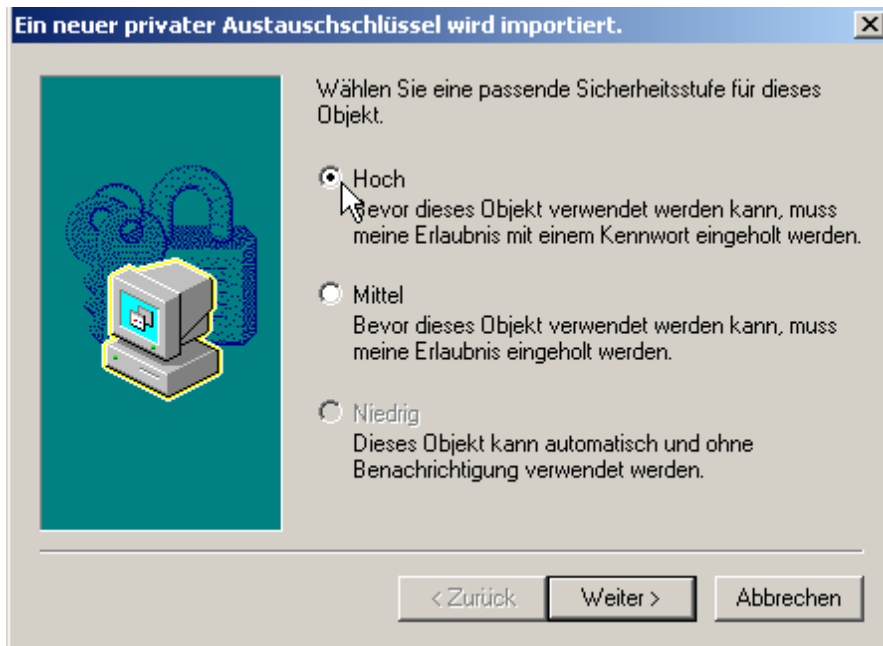 Ein neuer privater Austauschschlüssel wird importiert.
Wählen Sie eine passende Sicherheitsstufe für dieses
Objekt.
Hoch
Bevor dieses Objekt verwendet werden kann, muss
meine Erlaubnis mit einem Kennwort eingeholt werden.
Mittel
Bevor dieses Objekt verwendet werden kann, muss
meine Erlaubnis eingeholt werden.
Niedrig
Dieses Objekt kann automatisch und ohne
Benachrichtigung verwendet werden.
< Zurück Weiter > Abbrechen